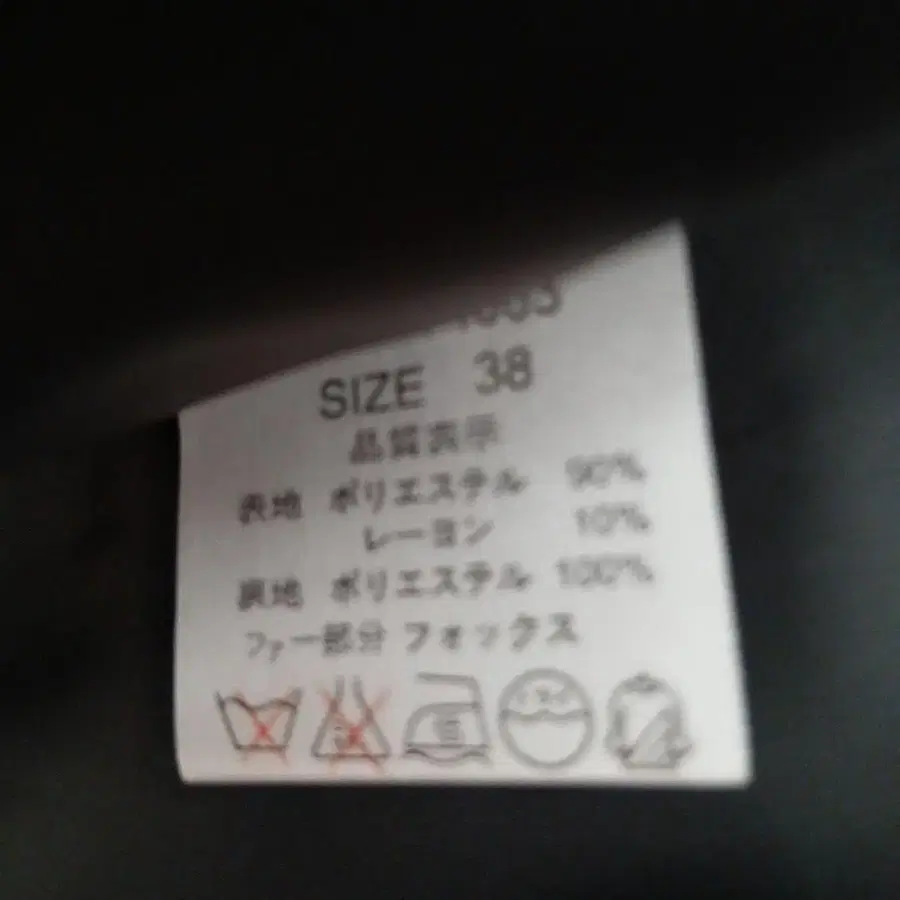 SIZE 38
品質表示
表地 ポリエステル 90%
レーヨン 10%
裏地 ポリエステル 100%
ファー部分 フォックス